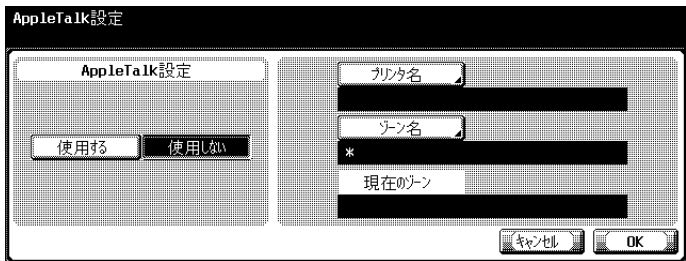 AppleTalk設定
AppleTalk設定
使用する
使用しない
プリンタ名
ゾーン名
*
現在のゾーン
キャンセル
OK